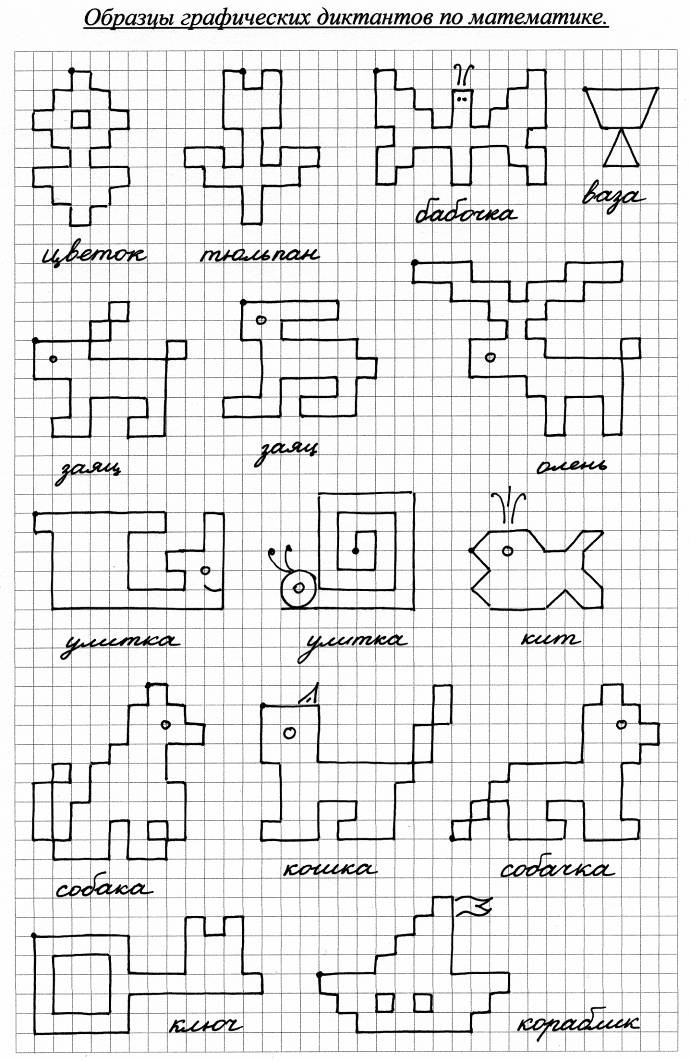 Образцы графических диктантов по математике.
цветок
тюльпан
бабочка
ваза
заяц
заяц
олень
улитка
улитка
кит
собака
кошка
собачка
ключ
кораблик